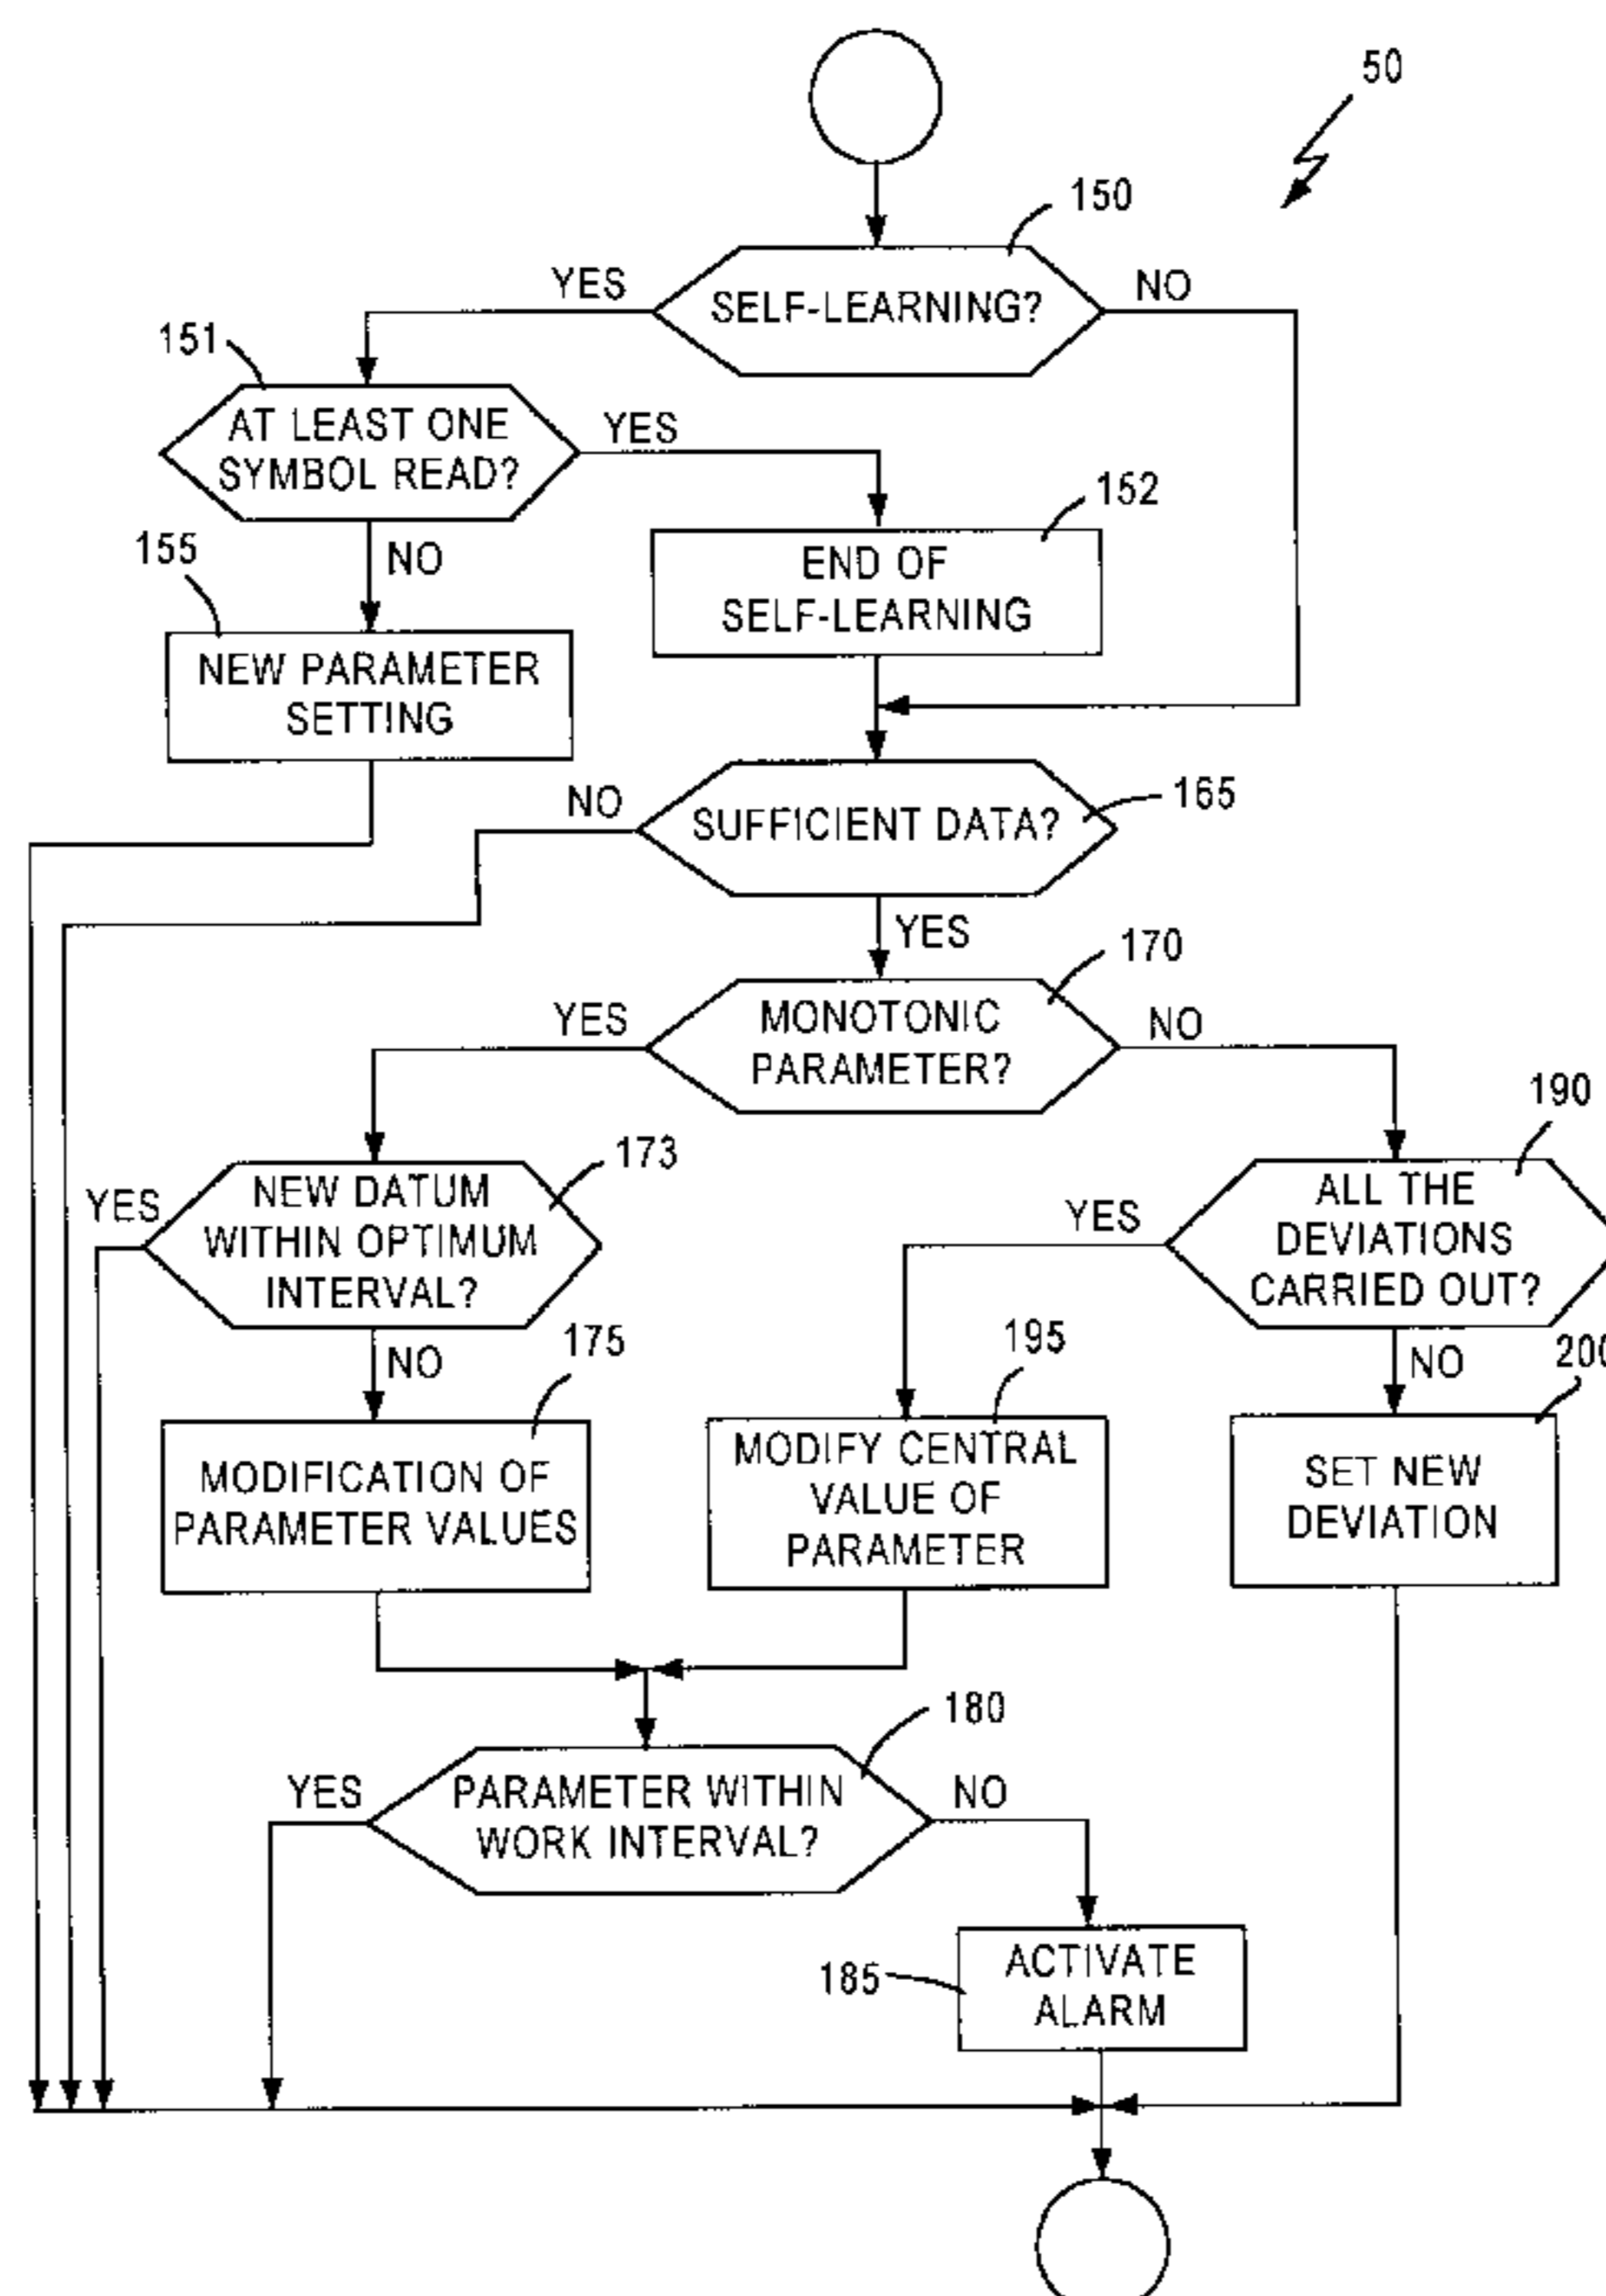 50
150
YES
SELF-LEARNING?
NO
151
AT LEAST ONE
SYMBOL READ?
YES
152
155
NO
END OF
SELF-LEARNING
NEW PARAMETER
SETTING
NO
SUFFICIENT DATA?
165
YES
170
YES
MONOTONIC
PARAMETER?
NO
190
173
YES
NEW DATUM
WITHIN OPTIMUM
INTERVAL?
YES
ALL THE
DEVIATIONS
CARRIED OUT?
NO
175
195
NO
200
MODIFICATION OF
PARAMETER VALUES
MODIFY CENTRAL
VALUE OF
PARAMETER
SET NEW
DEVIATION
180
YES
PARAMETER WITHIN
WORK INTERVAL?
NO
185
ACTIVATE
ALARM